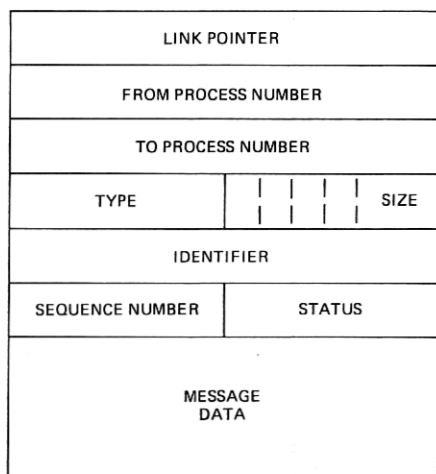 LINK POINTER
FROM PROCESS NUMBER
TO PROCESS NUMBER
TYPE
SIZE
IDENTIFIER
SEQUENCE NUMBER
STATUS
MESSAGE
DATA